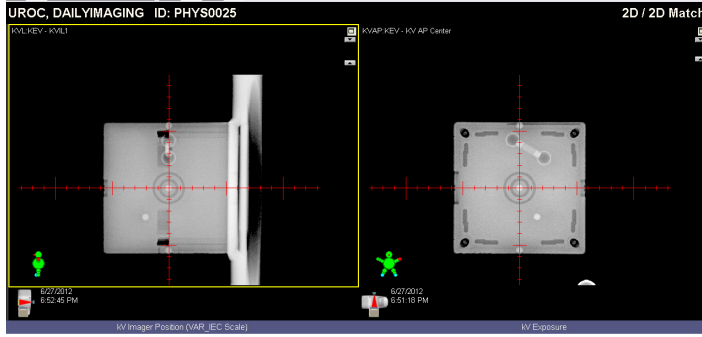 UROC, DAILYIMAGING ID: PHYS0025
2D / 2D Match
KVL:KEV - KVIL1
KVAP:KEV - KV AP Center
6/27/2012
6:52:45 PM
6/27/2012
6:51:18 PM
kV Imager Position (VAR_IEC Scale)
kV Exposure